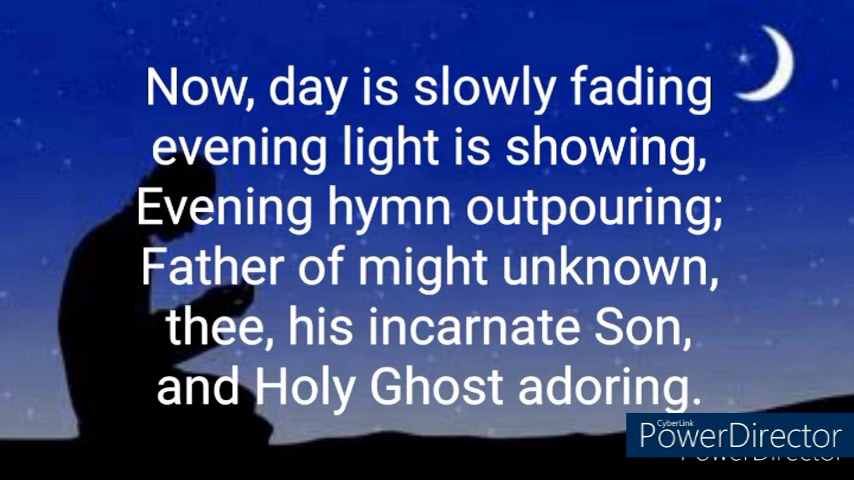 Now, day is slowly fading
evening light is showing,
Evening hymn outpouring;
Father of might unknown,
thee, his incarnate Son,
and Holy Ghost adoring.
CyberLink
PowerDirector
PowerDirector